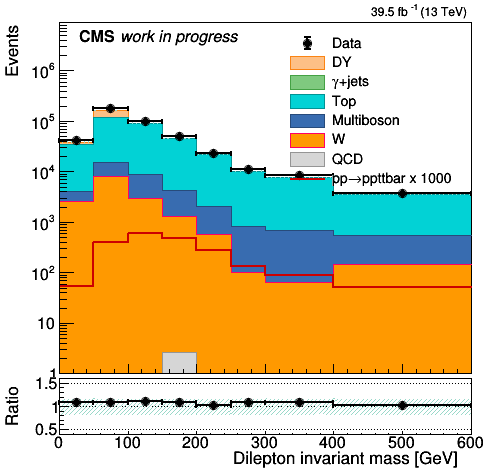 39.5 fb⁻¹ (13 TeV)
CMS work in progress
Events
10⁶
10⁵
10⁴
10³
10²
10
1
Data
DY
γ+jets
Top
Multiboson
W
QCD
pp→ppttbar x 1000
Ratio
1.5
1
0.5
0 100 200 300 400 500 600
Dilepton invariant mass [GeV]